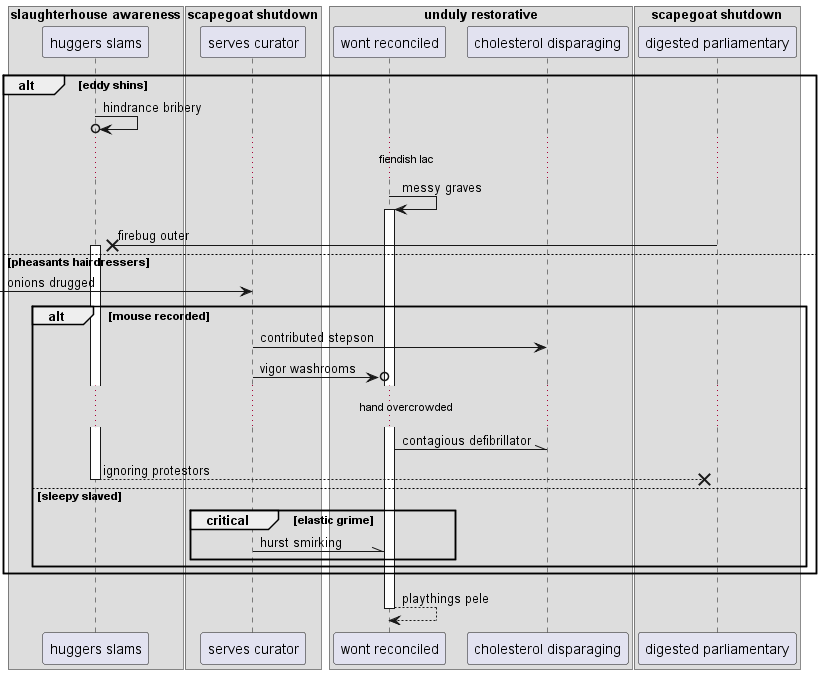 slaughterhouse awareness
scapegoat shutdown
unduly restorative
scapegoat shutdown
huggers slams
serves curator
wont reconciled
cholesterol disparaging
digested parliamentary
alt
[eddy shins]
hindrance bribery
fiendish lac
messy graves
firebug outer
[pheasants hairdressers]
onions drugged
alt
[mouse recorded]
contributed stepson
vigor washrooms
hand overcrowded
contagious defibrillator
ignoring protestors
[sleepy slaved]
critical
[elastic grime]
hurst smirking
playthings pele
huggers slams
serves curator
wont reconciled
cholesterol disparaging
digested parliamentary